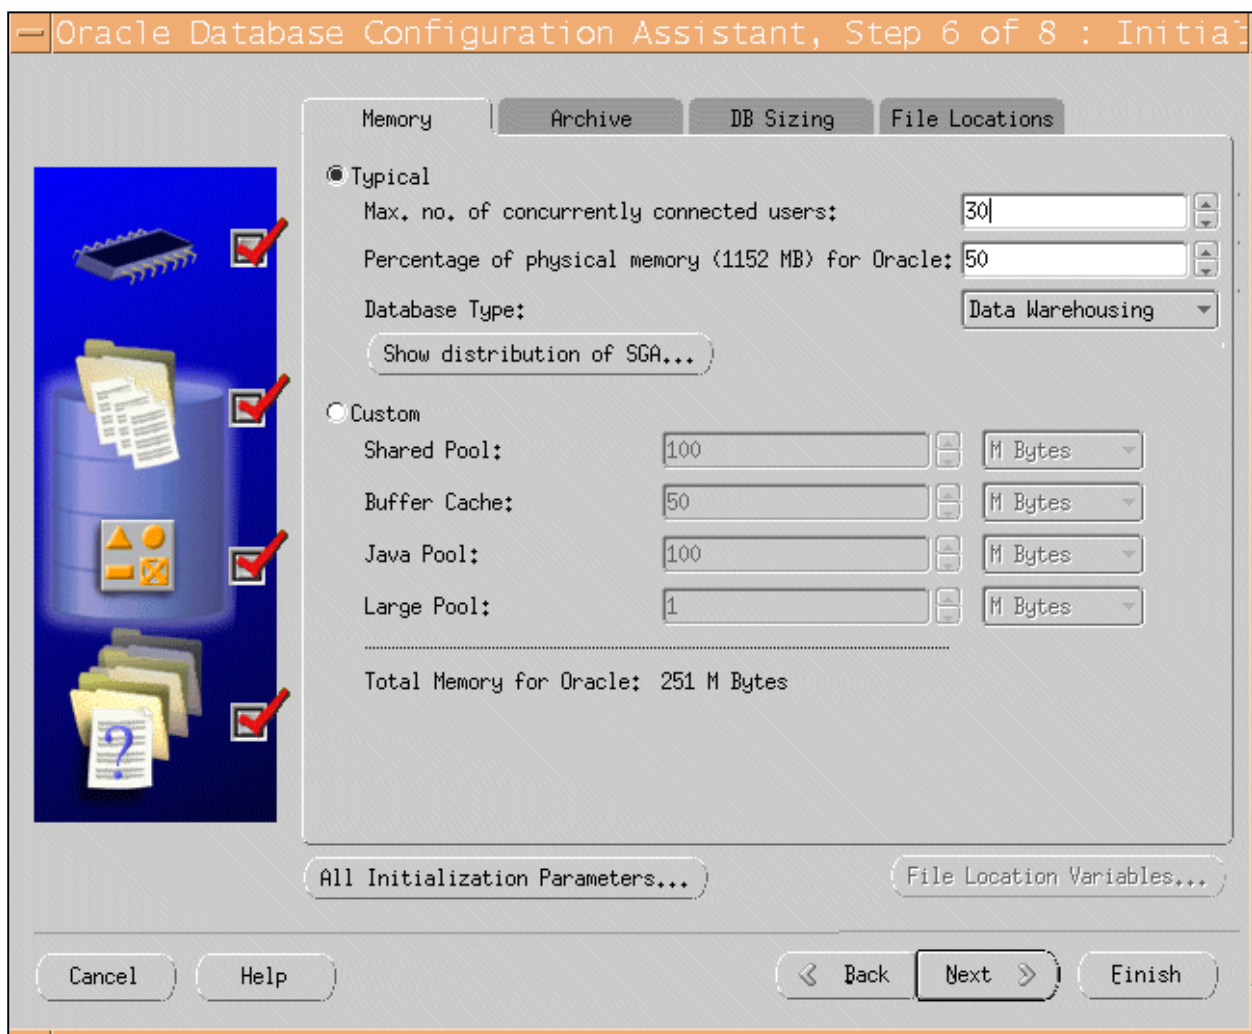 Oracle Database Configuration Assistant, Step 6 of 8 : Initial
Memory Archive DB Sizing File Locations
Typical
Max. no. of concurrently connected users: 30
Percentage of physical memory (1152 MB) for Oracle: 50
Database Type: Data Warehousing
Show distribution of SGA...
Custom
Shared Pool: 100 M Bytes
Buffer Cache: 50 M Bytes
Java Pool: 100 M Bytes
Large Pool: 1 M Bytes
Total Memory for Oracle: 251 M Bytes
?
All Initialization Parameters... File Location Variables...
Cancel Help Back Next Finish